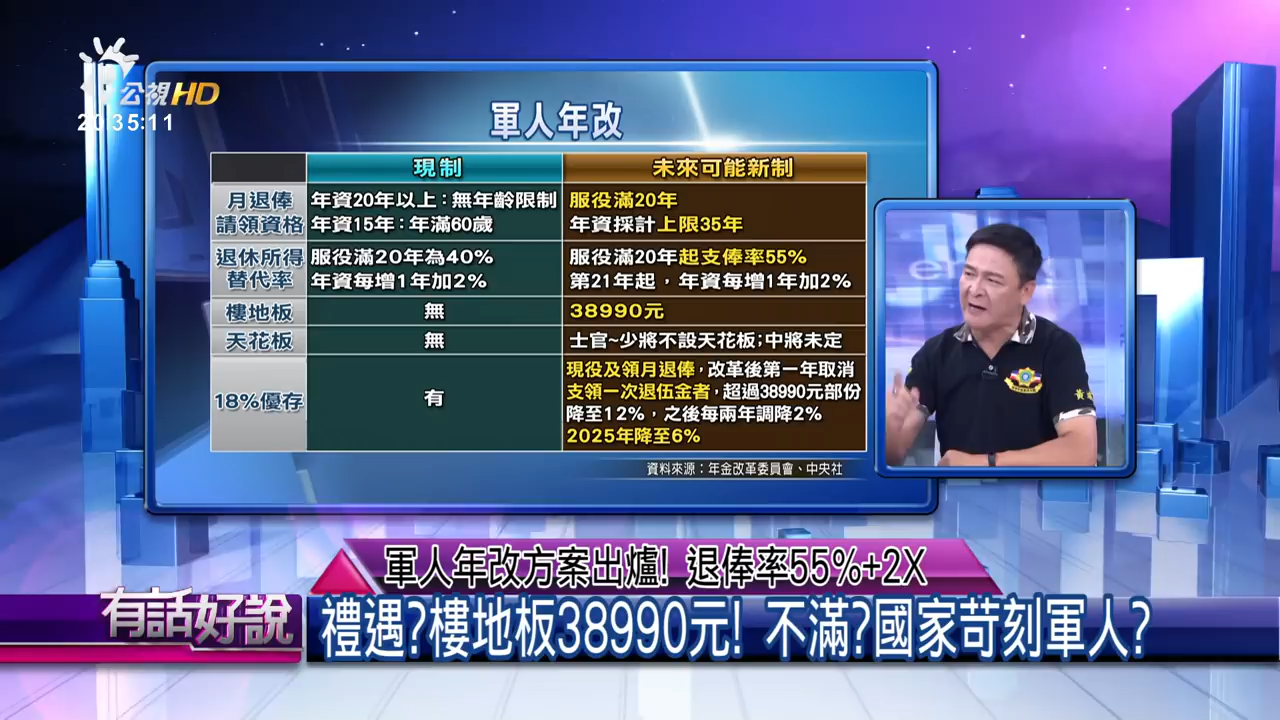 公視HD
20:35:11
軍人年改
現制
未來可能新制
月退俸
請領資格
年資20年以上：無年齡限制
年資15年：年滿60歲
服役滿20年
年資採計上限35年
退休所得
替代率
服役滿20年為40%
年資每增1年加2%
服役滿20年起支俸率55%
第21年起，年資每增1年加2%
樓地板
無
38990元
天花板
無
士官~少將不設天花板;中將未定
18%優存
有
現役及領月退俸，改革後第一年取消
支領一次退伍金者，超過38990元部份
降至12%，之後每兩年調降2%
2025年降至6%
資料來源：年金改革委員會、中央社
軍人年改方案出爐! 退俸率55%+2X
有話好說
禮遇?樓地板38990元! 不滿?國家苛刻軍人?